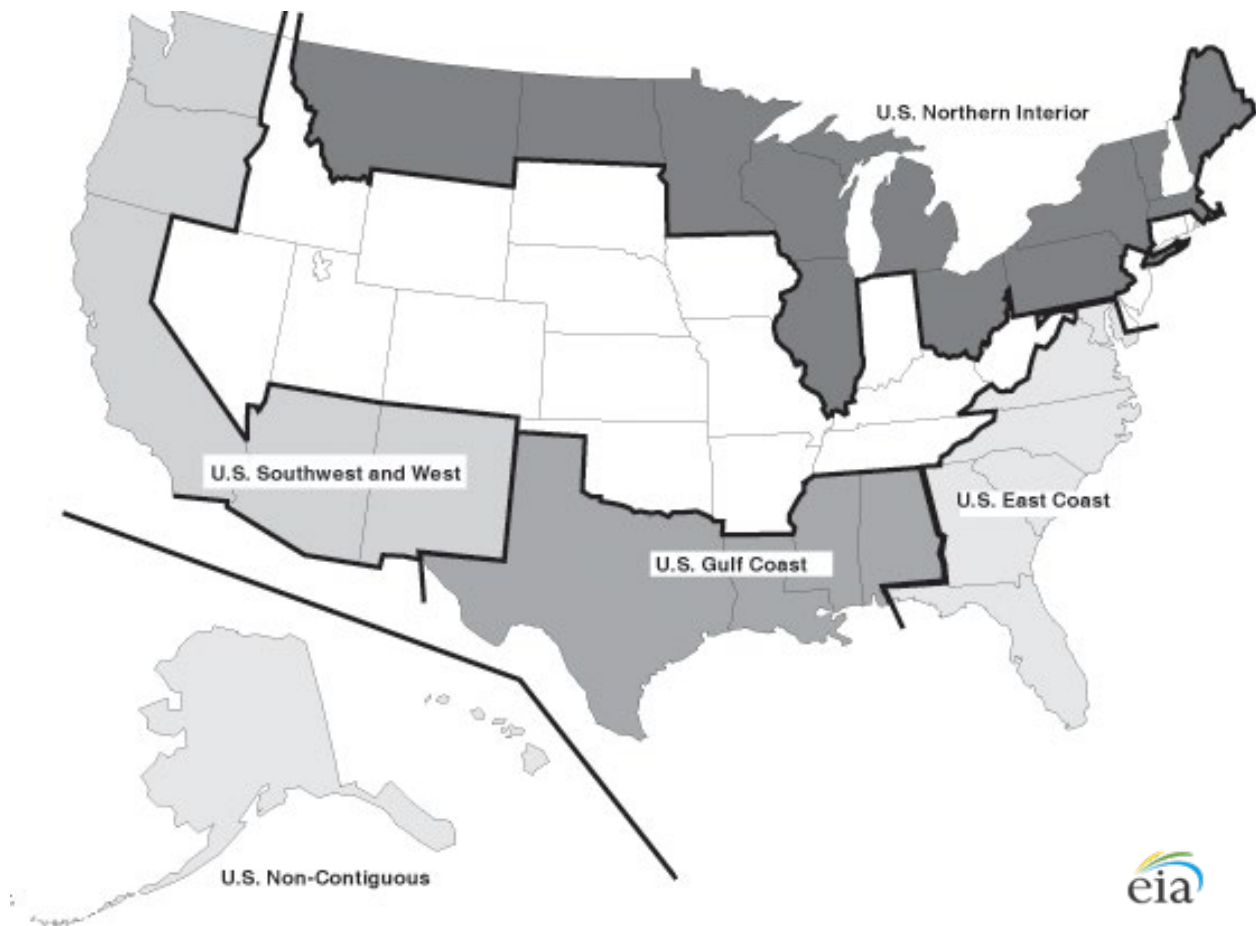 U.S. Northern Interior
U.S. Southwest and West
U.S. East Coast
U.S. Gulf Coast
U.S. Non-Contiguous
eia